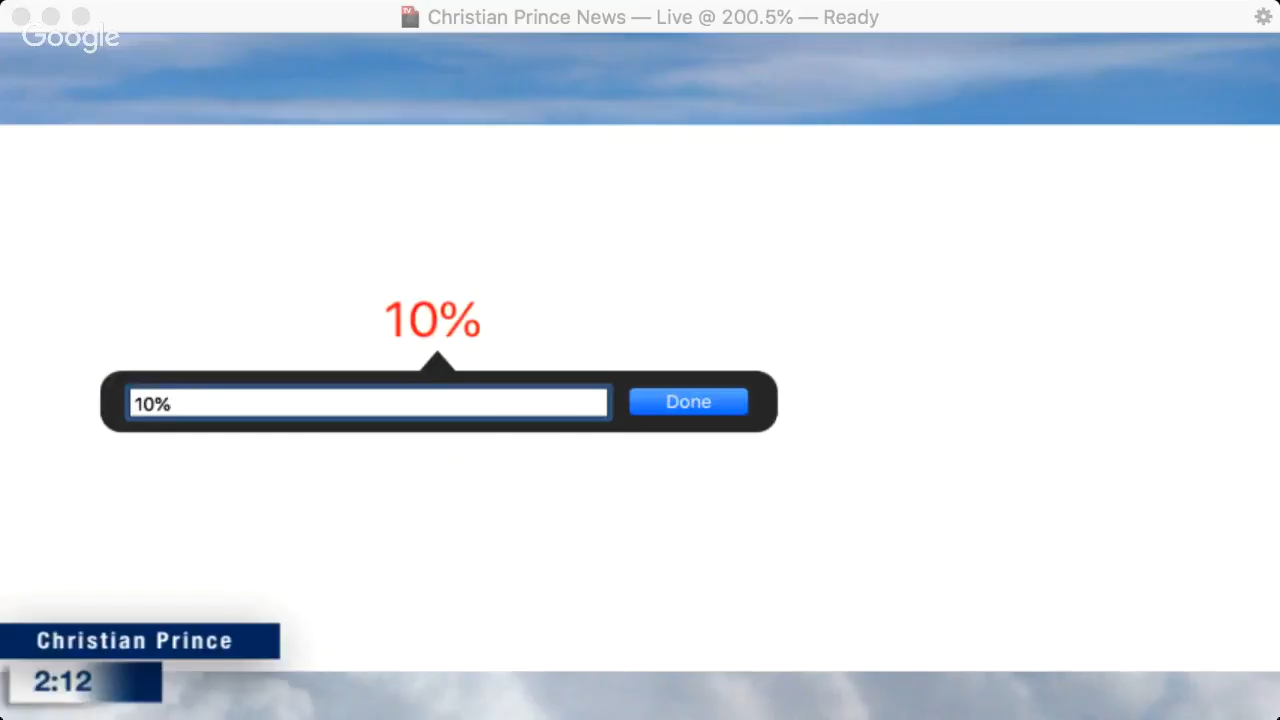 Christian Prince News — Live @ 200.5% — Ready
Google
10%
10%
Done
Christian Prince
2:12